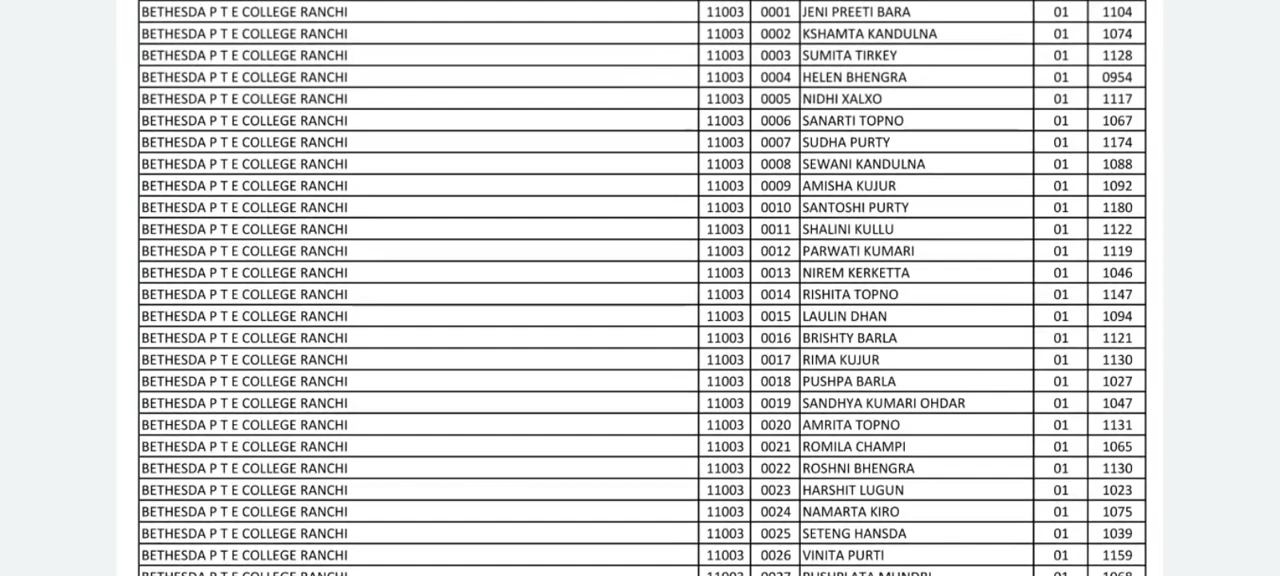 BETHESDA P T E COLLEGE RANCHI 11003 0001 JENI PREETI BARA 01 1104
BETHESDA P T E COLLEGE RANCHI 11003 0002 KSHAMTA KANDULNA 01 1074
BETHESDA P T E COLLEGE RANCHI 11003 0003 SUMITA TIRKEY 01 1128
BETHESDA P T E COLLEGE RANCHI 11003 0004 HELEN BHENGRA 01 0954
BETHESDA P T E COLLEGE RANCHI 11003 0005 NIDHI XALXO 01 1117
BETHESDA P T E COLLEGE RANCHI 11003 0006 SANARTI TOPNO 01 1067
BETHESDA P T E COLLEGE RANCHI 11003 0007 SUDHA PURTY 01 1174
BETHESDA P T E COLLEGE RANCHI 11003 0008 SEWANI KANDULNA 01 1088
BETHESDA P T E COLLEGE RANCHI 11003 0009 AMISHA KUJUR 01 1092
BETHESDA P T E COLLEGE RANCHI 11003 0010 SANTOSHI PURTY 01 1180
BETHESDA P T E COLLEGE RANCHI 11003 0011 SHALINI KULLU 01 1122
BETHESDA P T E COLLEGE RANCHI 11003 0012 PARWATI KUMARI 01 1119
BETHESDA P T E COLLEGE RANCHI 11003 0013 NIREM KERKETTA 01 1046
BETHESDA P T E COLLEGE RANCHI 11003 0014 RISHITA TOPNO 01 1147
BETHESDA P T E COLLEGE RANCHI 11003 0015 LAULIN DHAN 01 1094
BETHESDA P T E COLLEGE RANCHI 11003 0016 BRISHTY BARLA 01 1121
BETHESDA P T E COLLEGE RANCHI 11003 0017 RIMA KUJUR 01 1130
BETHESDA P T E COLLEGE RANCHI 11003 0018 PUSHPA BARLA 01 1027
BETHESDA P T E COLLEGE RANCHI 11003 0019 SANDHYA KUMARI OHDAR 01 1047
BETHESDA P T E COLLEGE RANCHI 11003 0020 AMRITA TOPNO 01 1131
BETHESDA P T E COLLEGE RANCHI 11003 0021 ROMILA CHAMPI 01 1065
BETHESDA P T E COLLEGE RANCHI 11003 0022 ROSHNI BHENGRA 01 1130
BETHESDA P T E COLLEGE RANCHI 11003 0023 HARSHIT LUGUN 01 1023
BETHESDA P T E COLLEGE RANCHI 11003 0024 NAMARTA KIRO 01 1075
BETHESDA P T E COLLEGE RANCHI 11003 0025 SETENG HANSDA 01 1039
BETHESDA P T E COLLEGE RANCHI 11003 0026 VINITA PURTI 01 1159
BETHESDA P T E COLLEGE RANCHI 11003 0027